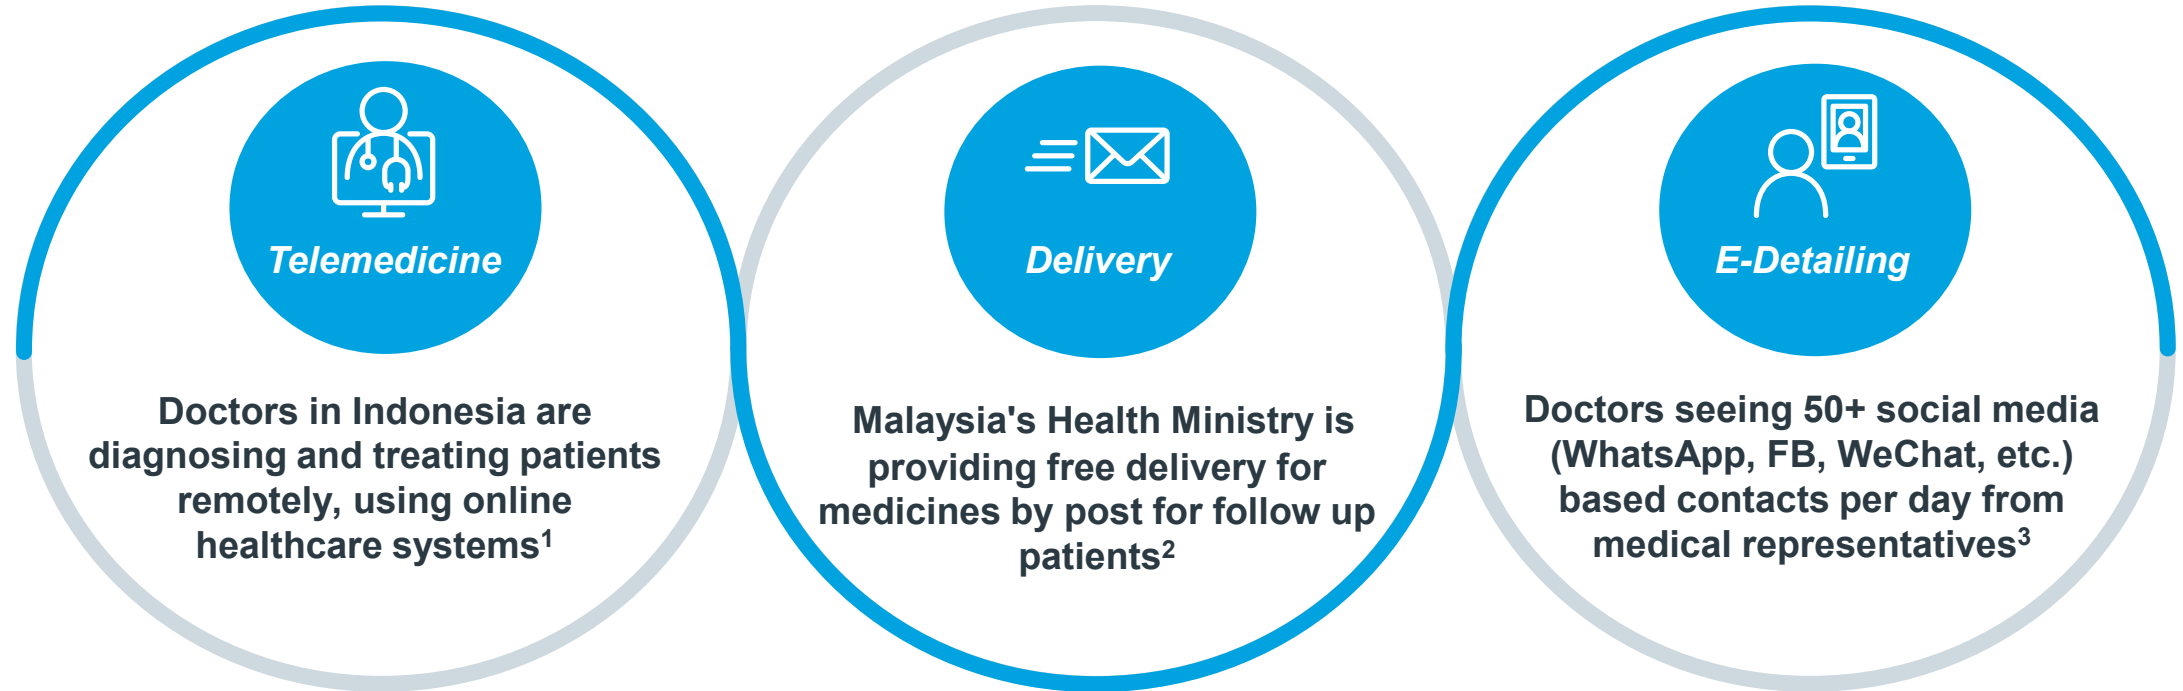 Telemedicine
Doctors in Indonesia are
diagnosing and treating patients
remotely, using online
healthcare systems¹
Delivery
Malaysia's Health Ministry is
providing free delivery for
medicines by post for follow up
patients²
E-Detailing
Doctors seeing 50+ social media
(WhatsApp, FB, WeChat, etc.)
based contacts per day from
medical representatives³